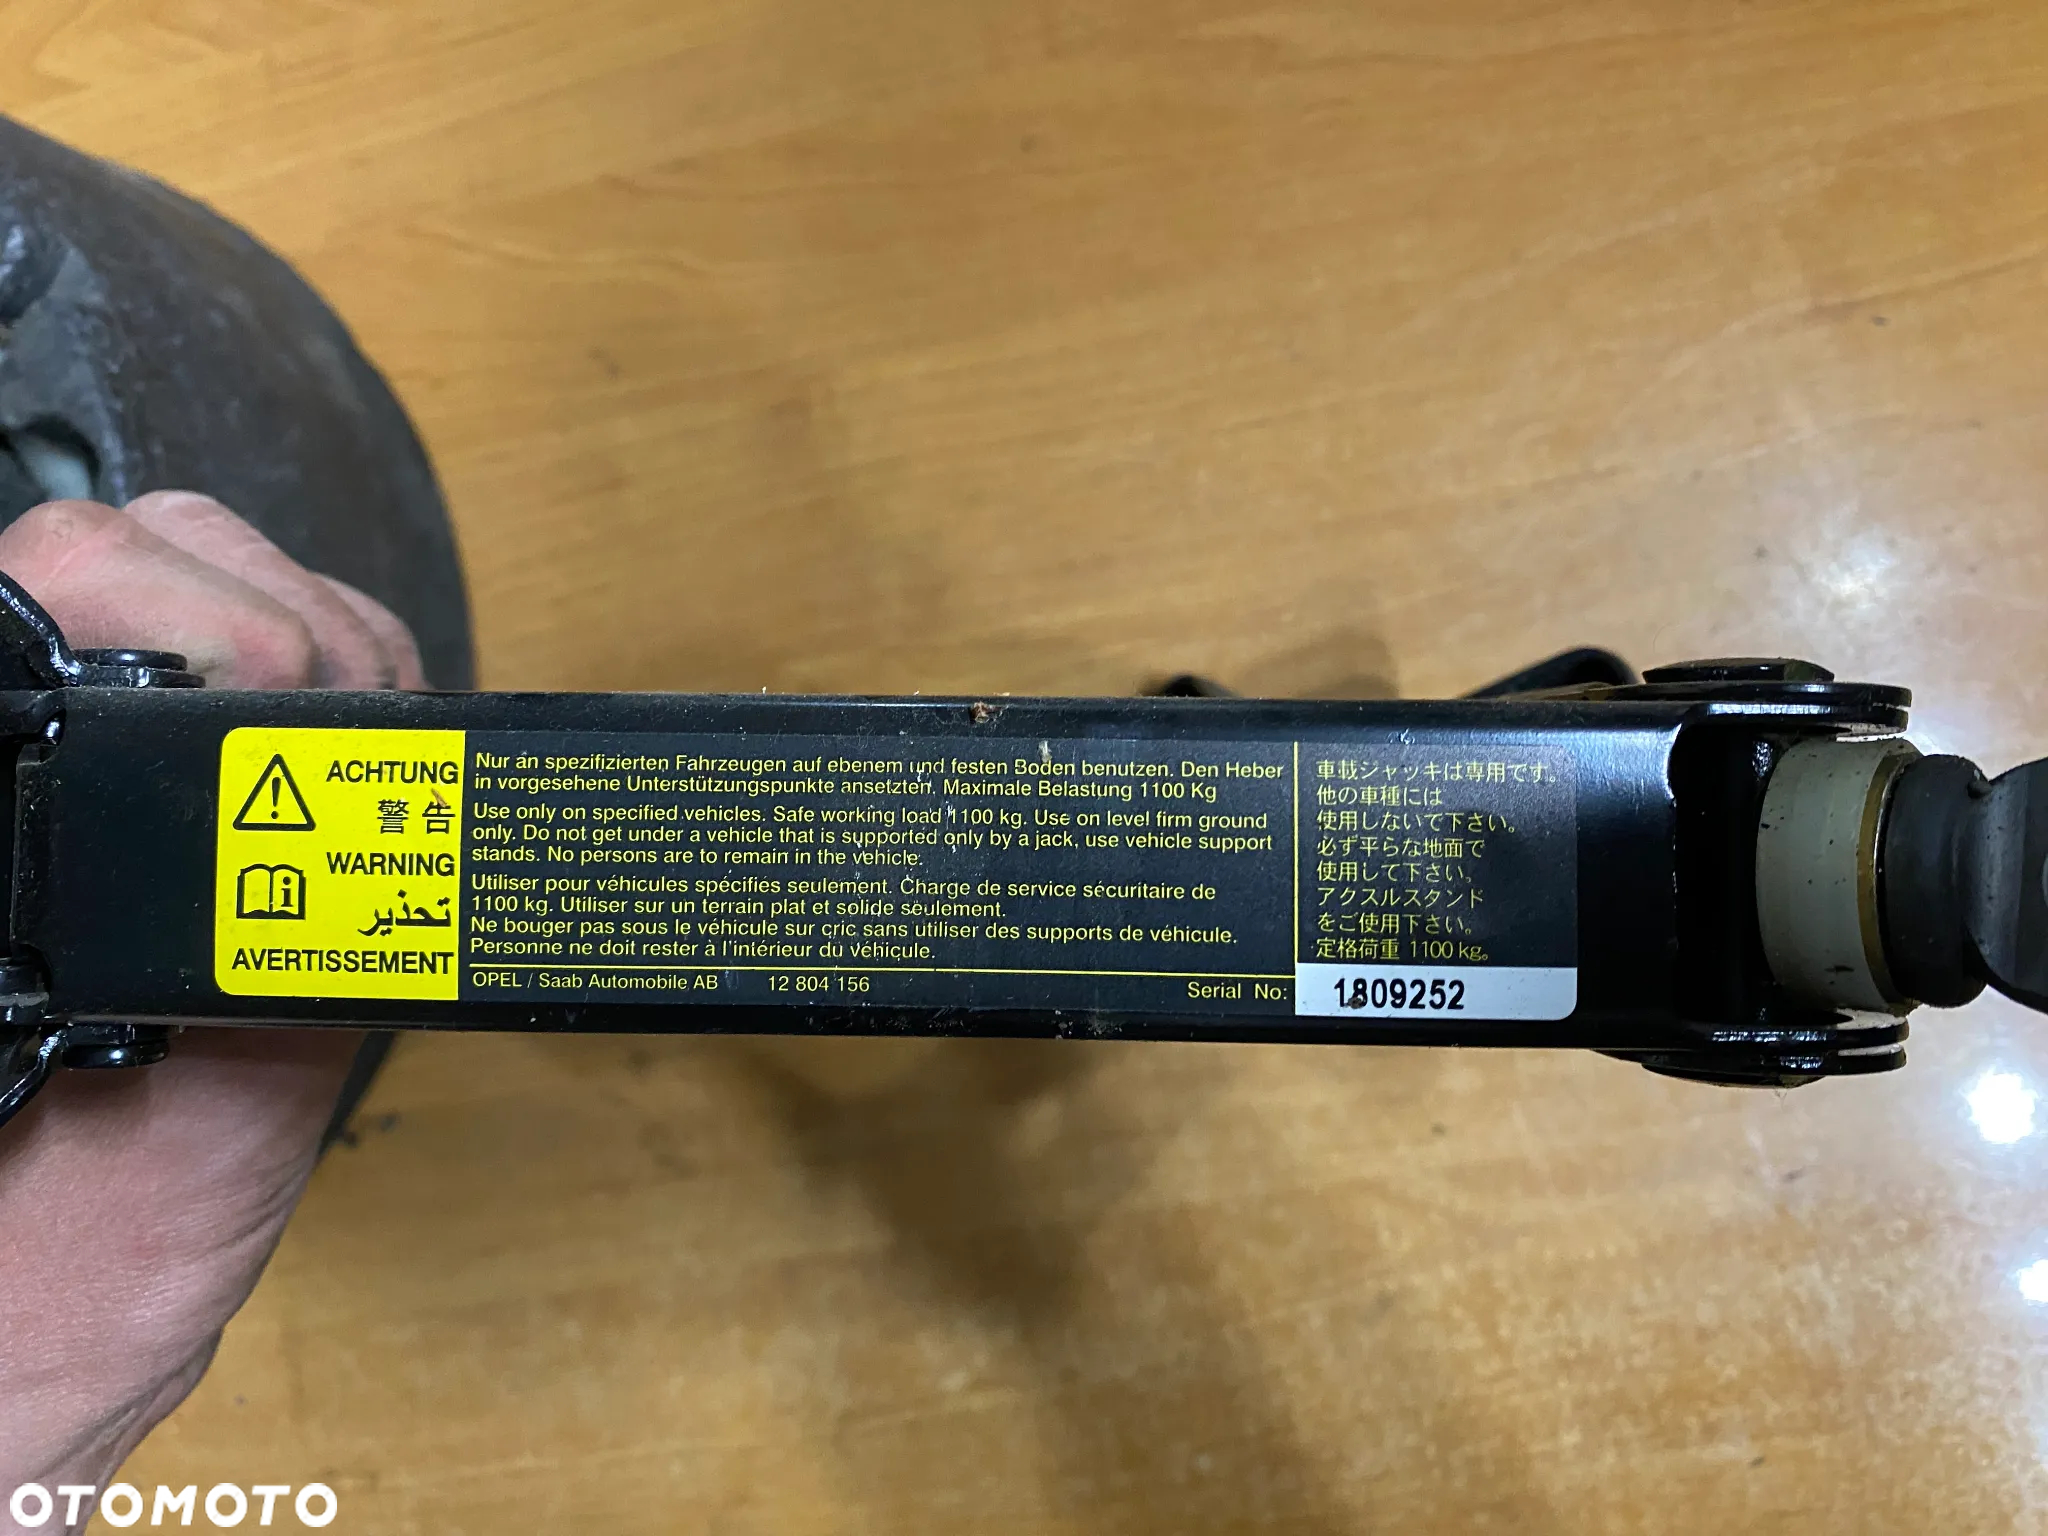 ACHTUNG
警告
WARNING
تحذير
AVERTISSEMENT
Nur an spezifizierten Fahrzeugen auf ebenem und festen Boden benutzen. Den Heber
in vorgesehene Unterstützungspunkte ansetzten. Maximale Belastung 1100 Kg
Use only on specified vehicles. Safe working load 1100 kg. Use on level firm ground
only. Do not get under a vehicle that is supported only by a jack, use vehicle support
stands. No persons are to remain in the vehicle.
Utiliser pour véhicules spécifiés seulement. Charge de service sécuritaire de
1100 kg. Utiliser sur un terrain plat et solide seulement.
Ne bouger pas sous le véhicule sur cric sans utiliser des supports de véhicule.
Personne ne doit rester à l'intérieur du véhicule.
OPEL / Saab Automobile AB 12 804 156
Serial No:
車載ジャッキは専用です。
他の車種には
使用しないで下さい。
必ず平らな地面で
使用して下さい。
アクスルスタンド
をご使用下さい。
定格荷重 1100 kg。
1809252
OTOMOTO